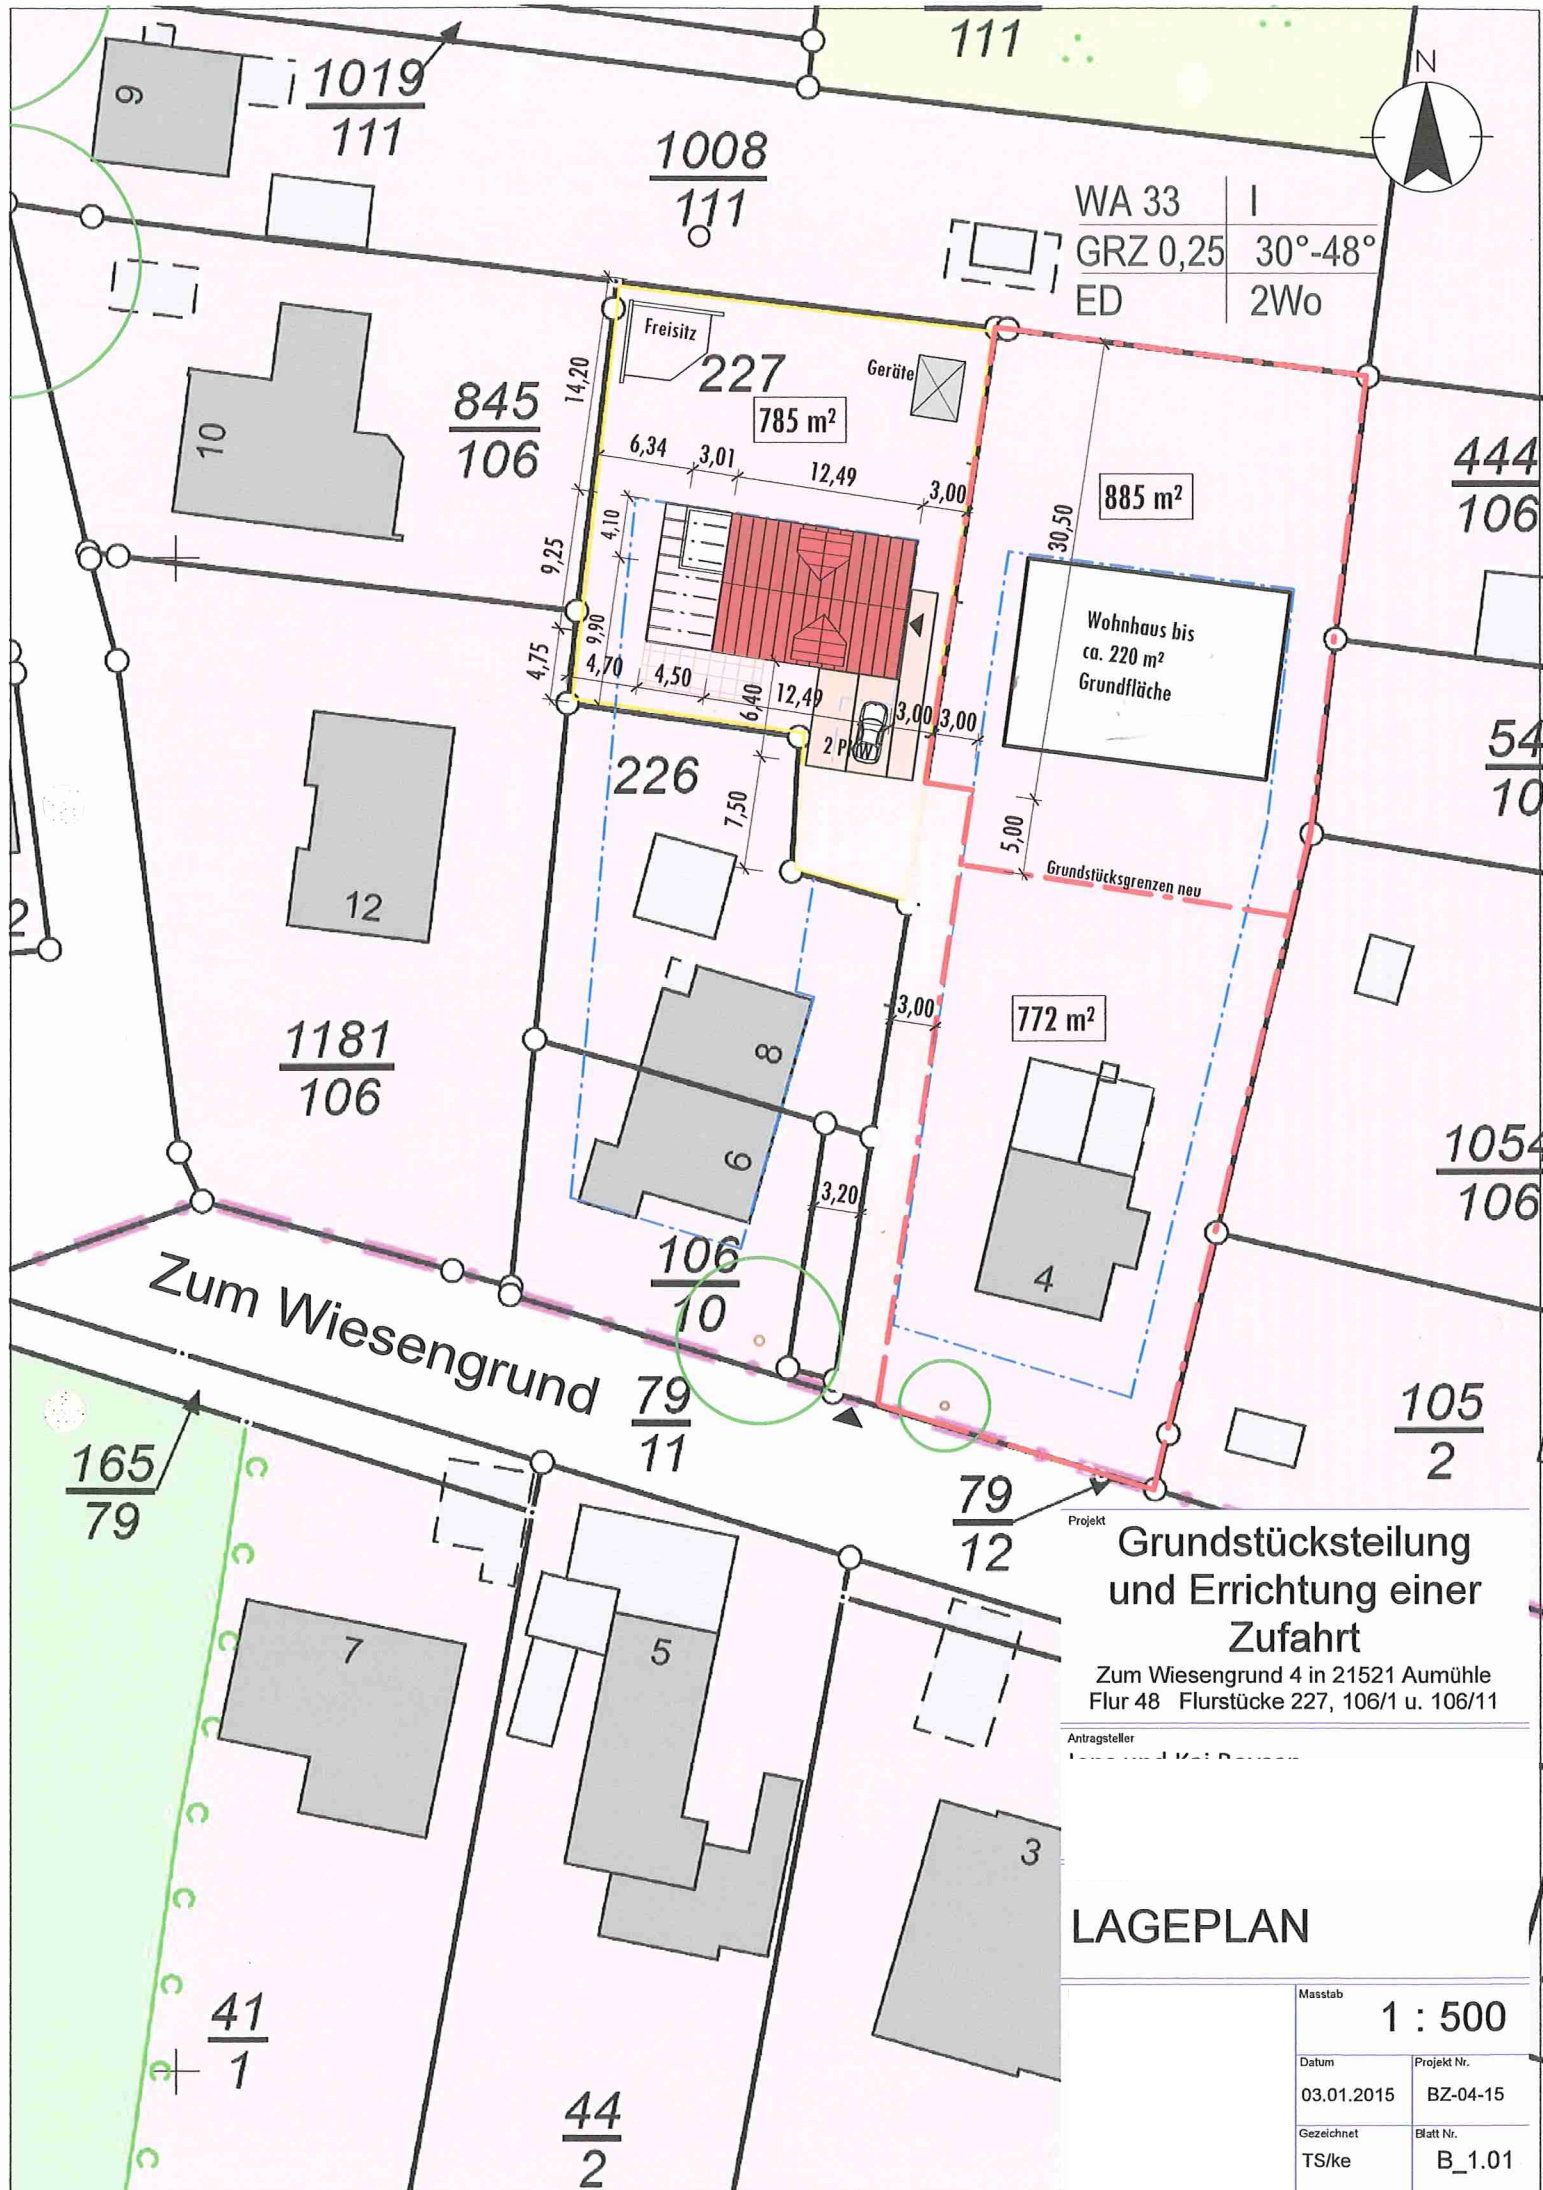 111
N
9
1019
111
1008
111
WA 33 I
GRZ 0,25 30°-48°
ED 2Wo
Freisitz
227
Geräte
785 m²
14,20
845
106
10
6,34
3,01
12,49
3,00
444
106
885 m²
30,50
4,10
9,25
9,90
4,75
4,70
4,50
6,40
12,49
3,00
3,00
2 PKW
Wohnhaus bis
ca. 220 m²
Grundfläche
54
10
226
7,50
5,00
Grundstücksgrenzen neu
12
2
3,00
772 m²
1181
106
8
6
3,20
4
1054
106
106
10
Zum Wiesengrund
79
11
105
2
165
79
79
12
7
5
3
41
1
44
2
C
C
C
C
C
C
C
C
C
C
Projekt
Grundstücksteilung
und Errichtung einer
Zufahrt
Zum Wiesengrund 4 in 21521 Aumühle
Flur 48 Flurstücke 227, 106/1 u. 106/11
Antragsteller
LAGEPLAN
Masstab
1 : 500
Datum
03.01.2015
Projekt Nr.
BZ-04-15
Gezeichnet
TS/ke
Blatt Nr.
B_1.01